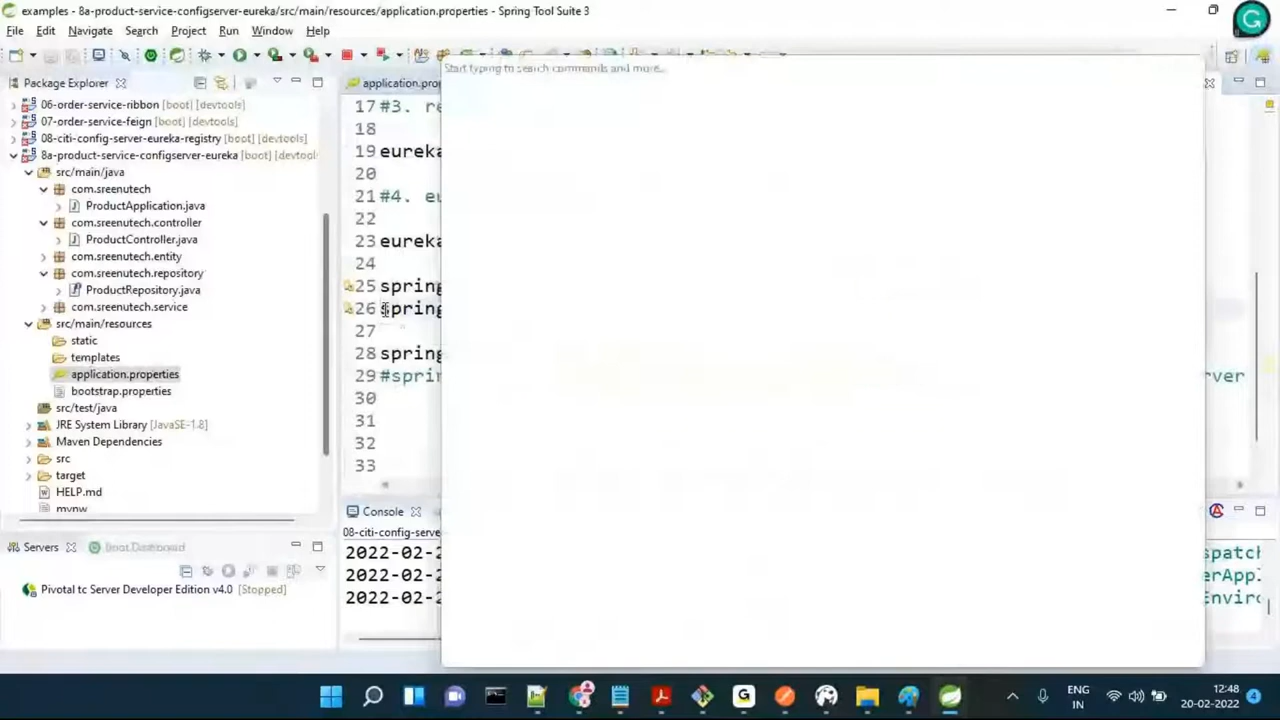 examples - 8a-product-service-configserver-eureka/src/main/resources/application.properties - Spring Tool Suite 3
File Edit Navigate Search Project Run Window Help
Package Explorer
06-order-service-ribbon [boot] [devtools]
07-order-service-feign [boot] [devtools]
08-citi-config-server-eureka-registry [boot] [devtools]
8a-product-service-configserver-eureka [boot] [devtools
src/main/java
com.sreenutech
ProductApplication.java
com.sreenutech.controller
ProductController.java
com.sreenutech.entity
com.sreenutech.repository
ProductRepository.java
com.sreenutech.service
src/main/resources
static
templates
application.properties
bootstrap.properties
src/test/java
JRE System Library [JavaSE-1.8]
Maven Dependencies
src
target
HELP.md
mvnw
Servers Boot Dashboard
Pivotal tc Server Developer Edition v4.0 [Stopped]
application.prop
Start typing to search commands and more...
17 #3. re
18
19 eureka
20
21 #4. eu
22
23 eureka
24
25 spring
26 spring
27
28 spring
29 #sprin erver
30
31
32
33
Console
08-citi-config-serve
2022-02-2 spatch
2022-02-2 erAppl
2022-02-2 Enviro
ENG
IN
12:48
20-02-2022
4